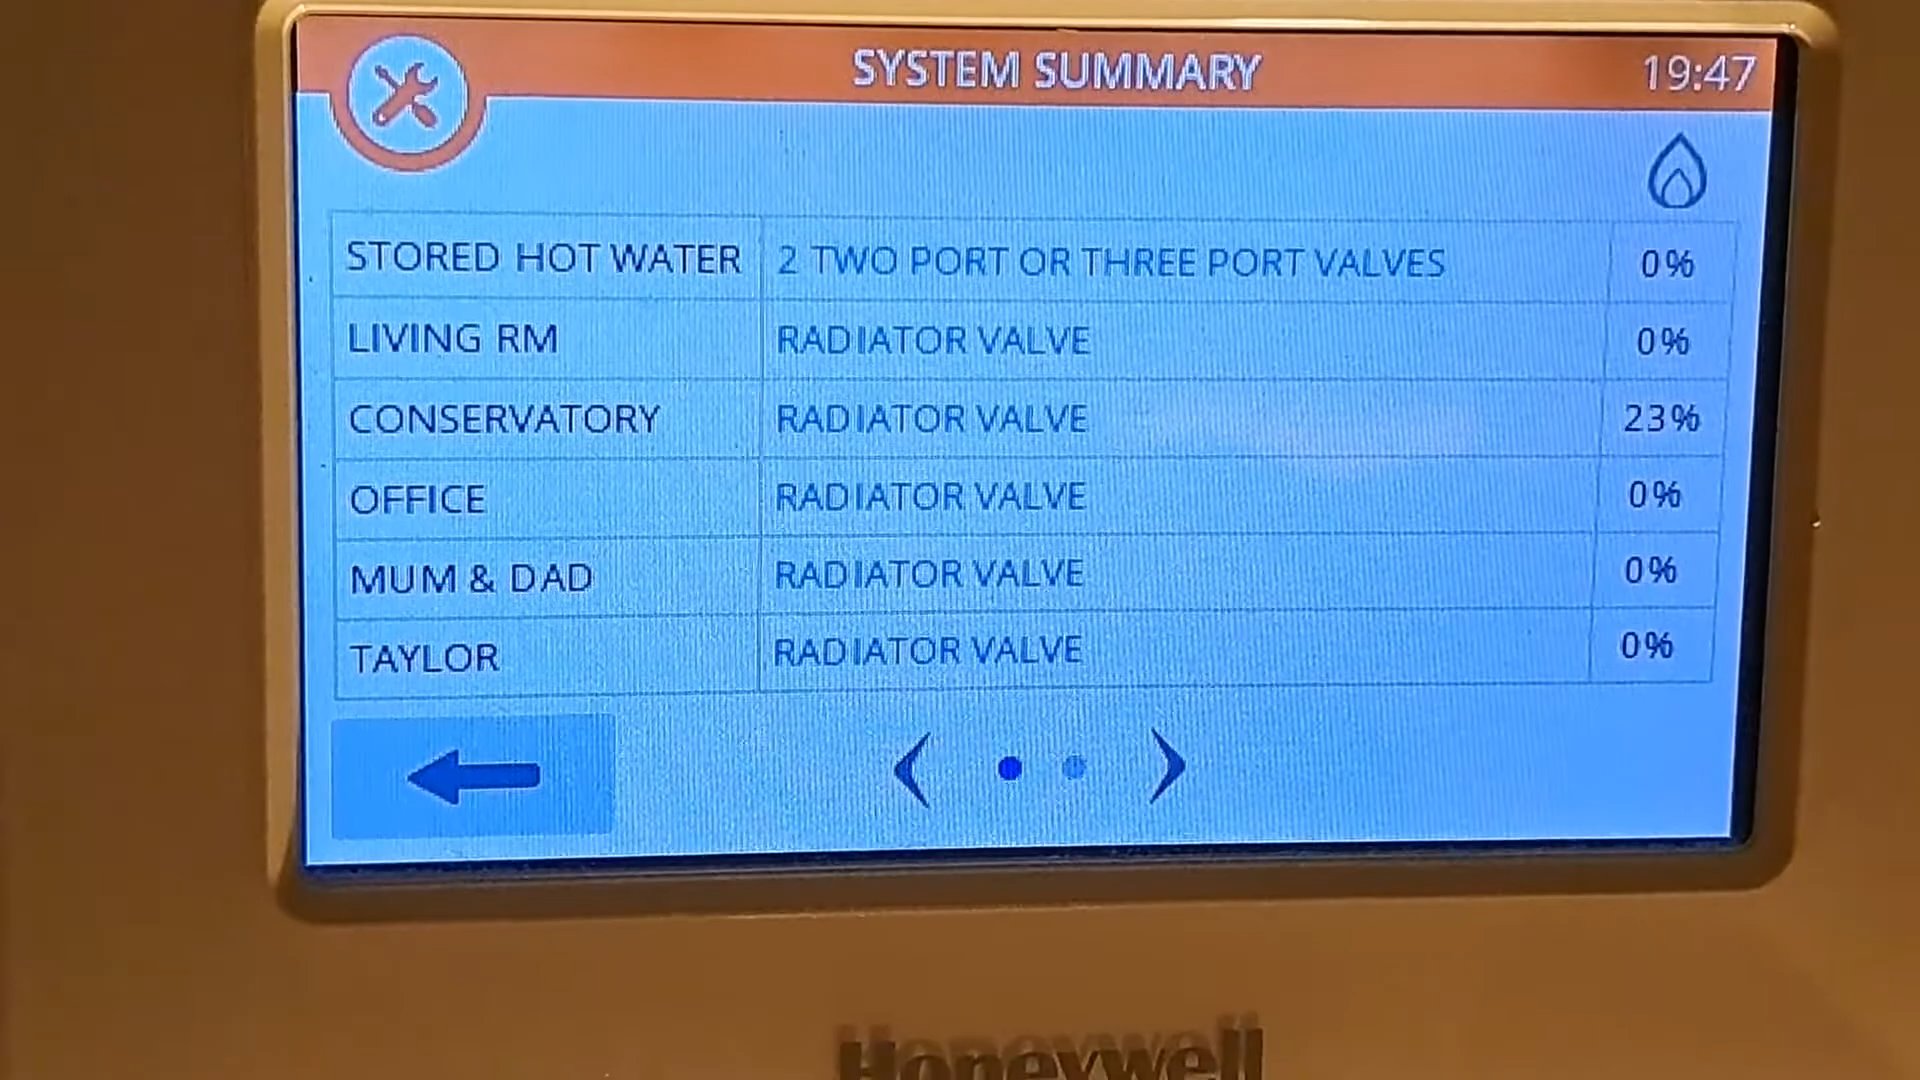 SYSTEM SUMMARY 19:47
STORED HOT WATER 2 TWO PORT OR THREE PORT VALVES 0%
LIVING RM RADIATOR VALVE 0%
CONSERVATORY RADIATOR VALVE 23%
OFFICE RADIATOR VALVE 0%
MUM & DAD RADIATOR VALVE 0%
TAYLOR RADIATOR VALVE 0%
Honeywell